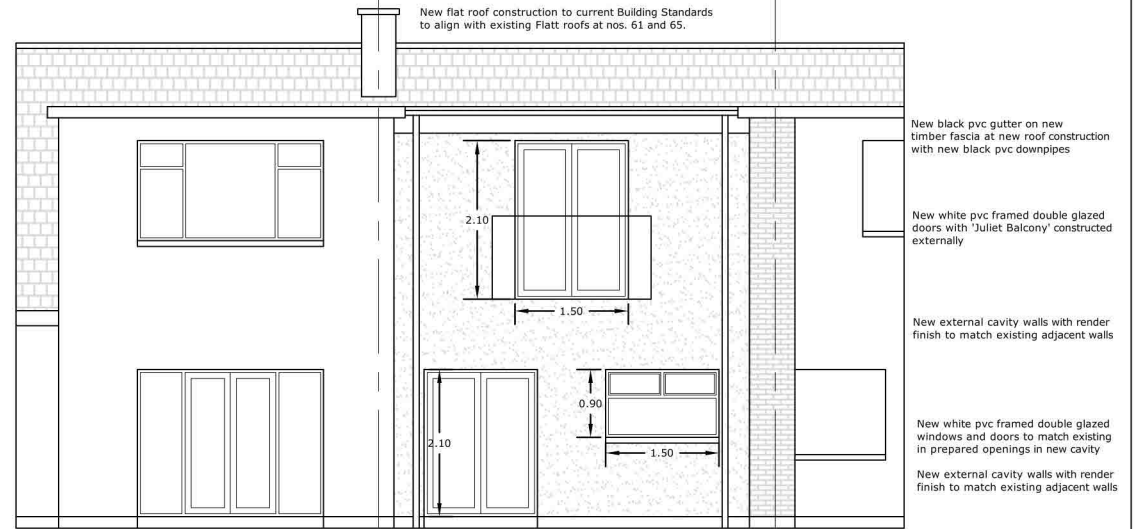 New flat roof construction to current Building Standards
to align with existing Flatt roofs at nos. 61 and 65.
New black pvc gutter on new
timber fascia at new roof construction
with new black pvc downpipes
2.10
New white pvc framed double glazed
doors with 'Juliet Balcony' constructed
externally
1.50
New external cavity walls with render
finish to match existing adjacent walls
0.90
2.10
1.50
New white pvc framed double glazed
windows and doors to match existing
in prepared openings in new cavity
New external cavity walls with render
finish to match existing adjacent walls